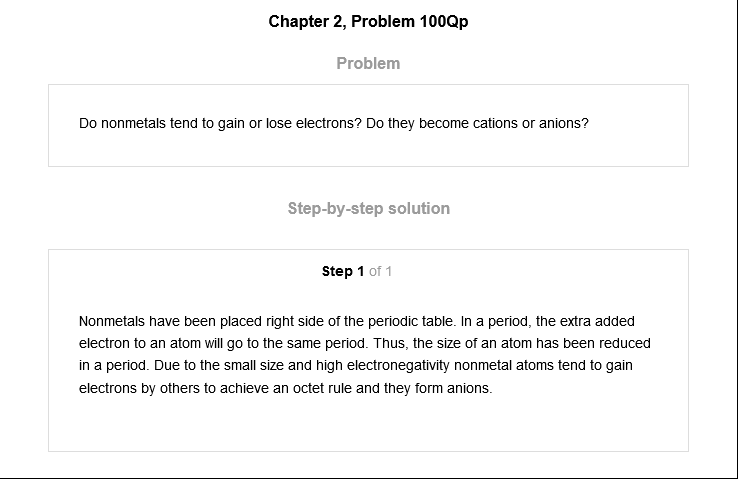 Chapter 2, Problem 100Qp
Problem
Do nonmetals tend to gain or lose electrons? Do they become cations or anions?
Step-by-step solution
Step 1 of 1
Nonmetals have been placed right side of the periodic table. In a period, the extra added
electron to an atom will go to the same period. Thus, the size of an atom has been reduced
in a period. Due to the small size and high electronegativity nonmetal atoms tend to gain
electrons by others to achieve an octet rule and they form anions.